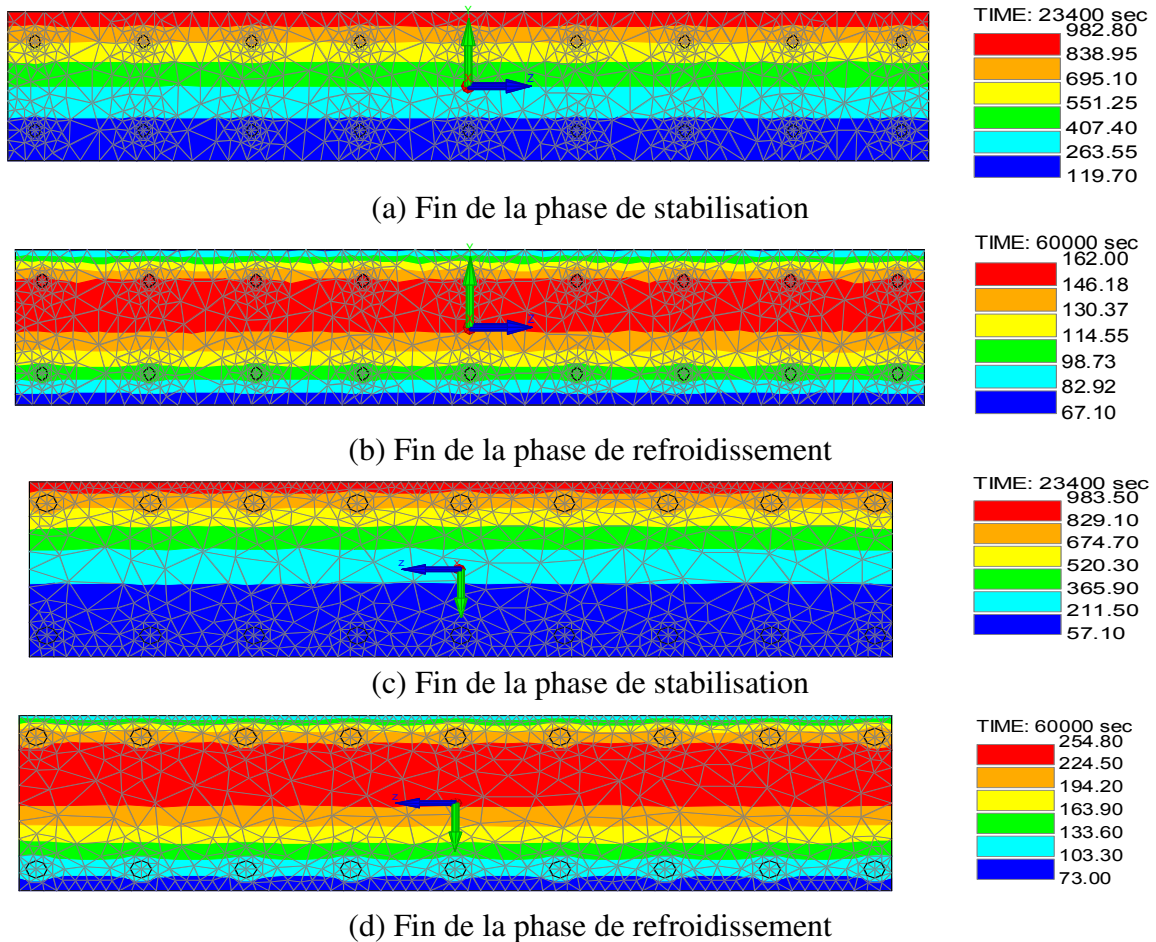 TIME: 23400 sec
982.80
838.95
695.10
551.25
407.40
263.55
119.70
Y
X
Z
(a) Fin de la phase de stabilisation
TIME: 60000 sec
162.00
146.18
130.37
114.55
98.73
82.92
67.10
Y
Z
(b) Fin de la phase de refroidissement
TIME: 23400 sec
983.50
829.10
674.70
520.30
365.90
211.50
57.10
Z
(c) Fin de la phase de stabilisation
TIME: 60000 sec
254.80
224.50
194.20
163.90
133.60
103.30
73.00
Z
(d) Fin de la phase de refroidissement